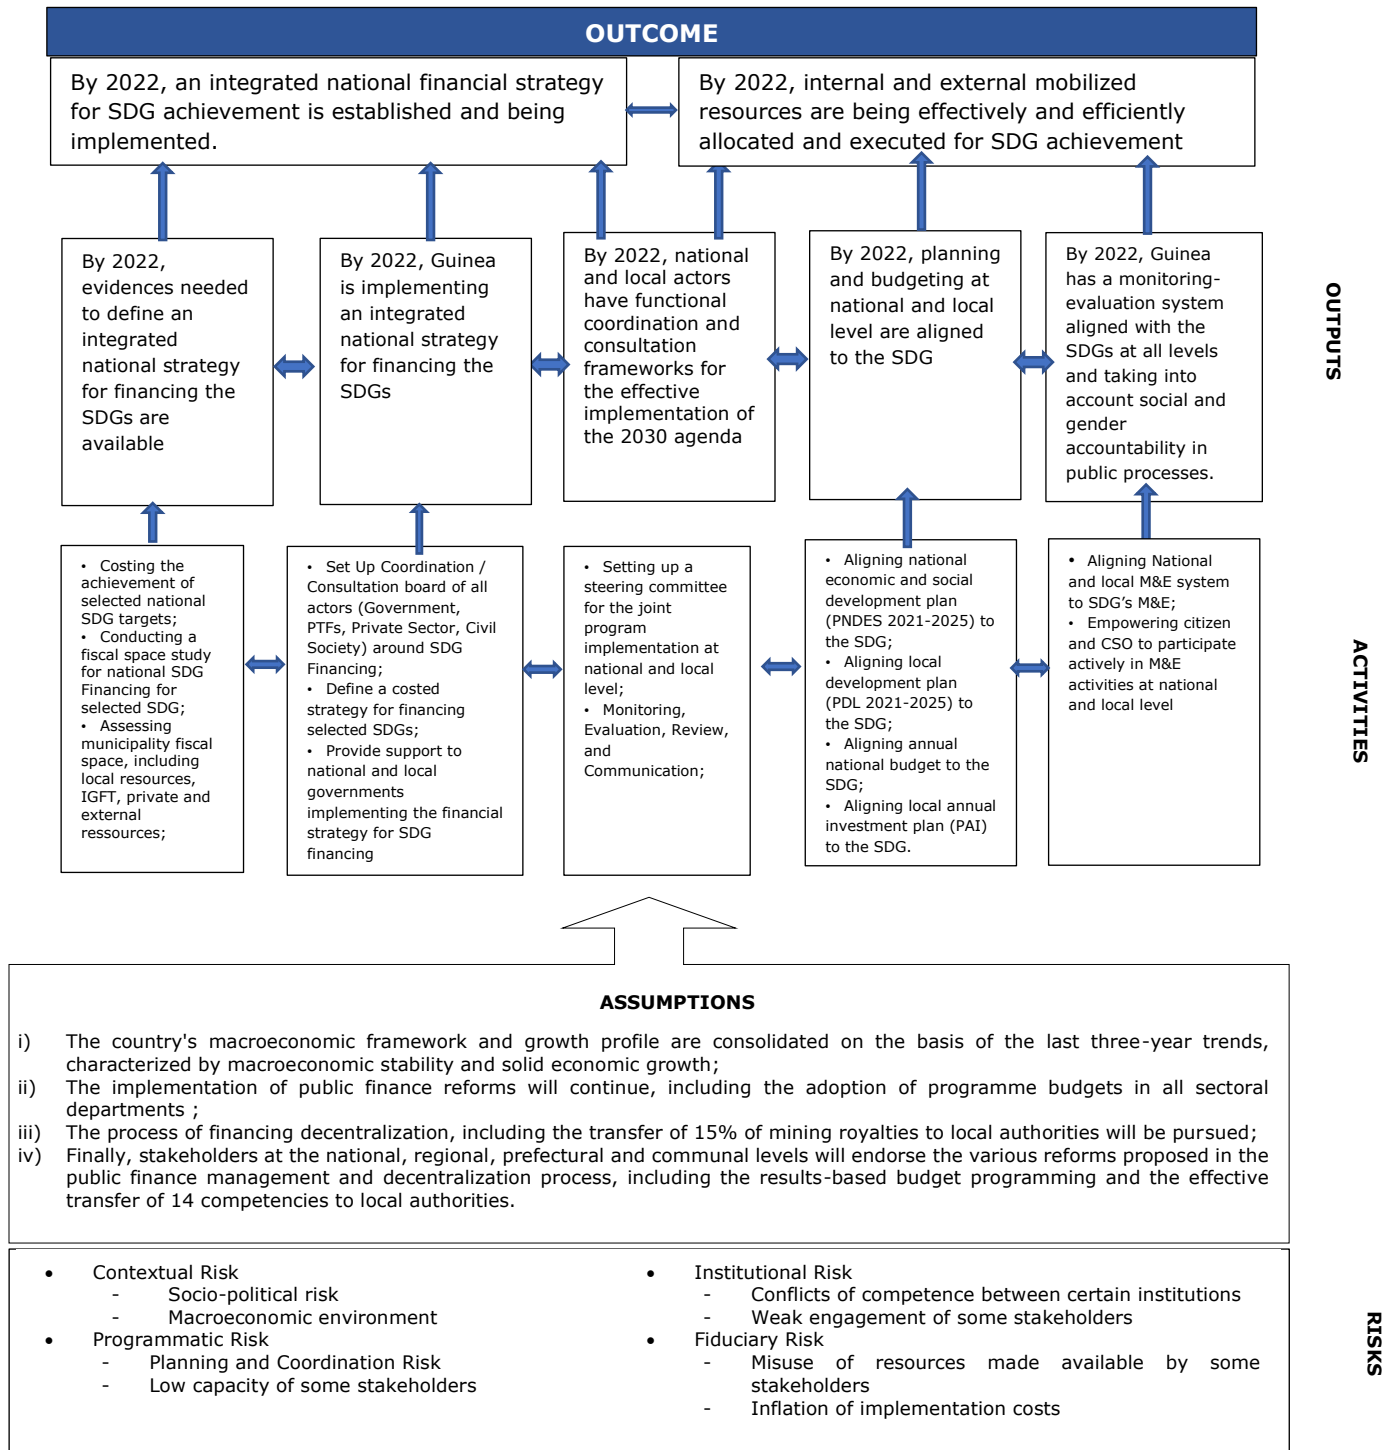 OUTCOME
By 2022, an integrated national financial strategy
for SDG achievement is established and being
implemented.
By 2022, internal and external mobilized
resources are being effectively and efficiently
allocated and executed for SDG achievement
OUTPUTS
By 2022,
evidences needed
to define an
integrated
national strategy
for financing the
SDGs are
available
By 2022, Guinea
is implementing
an integrated
national strategy
for financing the
SDGs
By 2022, national
and local actors
have functional
coordination and
consultation
frameworks for
the effective
implementation of
the 2030 agenda
By 2022, planning
and budgeting at
national and local
level are aligned
to the SDG
By 2022, Guinea
has a monitoring-
evaluation system
aligned with the
SDGs at all levels
and taking into
account social and
gender
accountability in
public processes.
ACTIVITIES
• Costing the
achievement of
selected national
SDG targets;
• Conducting a
fiscal space study
for national SDG
Financing for
selected SDG;
• Assessing
municipality fiscal
space, including
local resources,
IGFT, private and
external
ressources;
• Set Up Coordination /
Consultation board of all
actors (Government,
PTFs, Private Sector, Civil
Society) around SDG
Financing;
• Define a costed
strategy for financing
selected SDGs;
• Provide support to
national and local
governments
implementing the financial
strategy for SDG
financing
• Setting up a
steering committee
for the joint
program
implementation at
national and local
level;
• Monitoring,
Evaluation, Review,
and
Communication;
• Aligning national
economic and social
development plan
(PNDES 2021-2025) to
the SDG;
• Aligning local
development plan
(PDL 2021-2025) to
the SDG;
• Aligning annual
national budget to the
SDG;
• Aligning local annual
investment plan (PAI)
to the SDG.
• Aligning National
and local M&E system
to SDG’s M&E;
• Empowering citizen
and CSO to participate
actively in M&E
activities at national
and local level
ASSUMPTIONS
i) The country's macroeconomic framework and growth profile are consolidated on the basis of the last three-year trends,
characterized by macroeconomic stability and solid economic growth;
ii) The implementation of public finance reforms will continue, including the adoption of programme budgets in all sectoral
departments ;
iii) The process of financing decentralization, including the transfer of 15% of mining royalties to local authorities will be pursued;
iv) Finally, stakeholders at the national, regional, prefectural and communal levels will endorse the various reforms proposed in the
public finance management and decentralization process, including the results-based budget programming and the effective
transfer of 14 competencies to local authorities.
RISKS
• Contextual Risk
- Socio-political risk
- Macroeconomic environment
• Programmatic Risk
- Planning and Coordination Risk
- Low capacity of some stakeholders
• Institutional Risk
- Conflicts of competence between certain institutions
- Weak engagement of some stakeholders
• Fiduciary Risk
- Misuse of resources made available by some
stakeholders
- Inflation of implementation costs